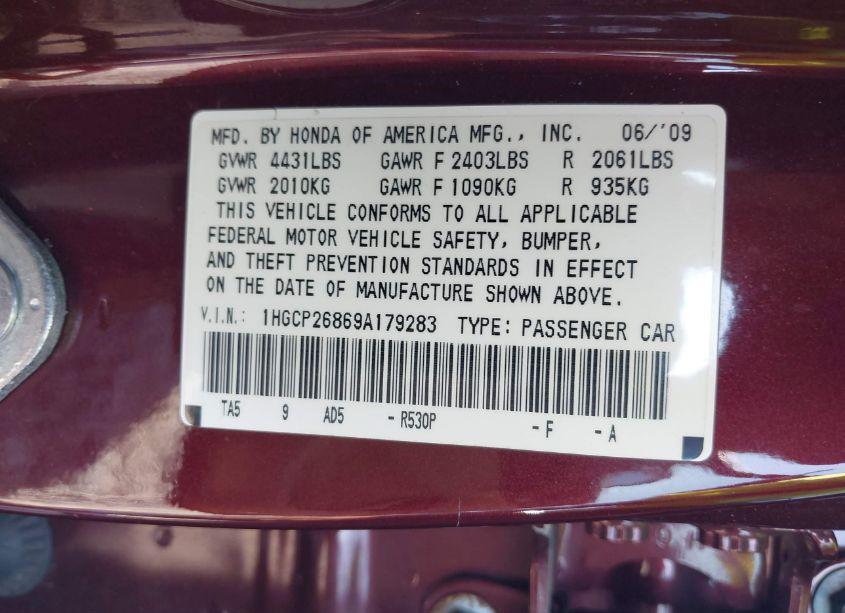 MFD. BY HONDA OF AMERICA MFG., INC. 06/'09
GVWR 4431LBS GAWR F 2403LBS R 2061LBS
GVWR 2010KG GAWR F 1090KG R 935KG
THIS VEHICLE CONFORMS TO ALL APPLICABLE
FEDERAL MOTOR VEHICLE SAFETY, BUMPER,
AND THEFT PREVENTION STANDARDS IN EFFECT
ON THE DATE OF MANUFACTURE SHOWN ABOVE.
V.I.N.: 1HGCP26869A179283 TYPE: PASSENGER CAR
TA5 9 AD5 - R530P - F - A